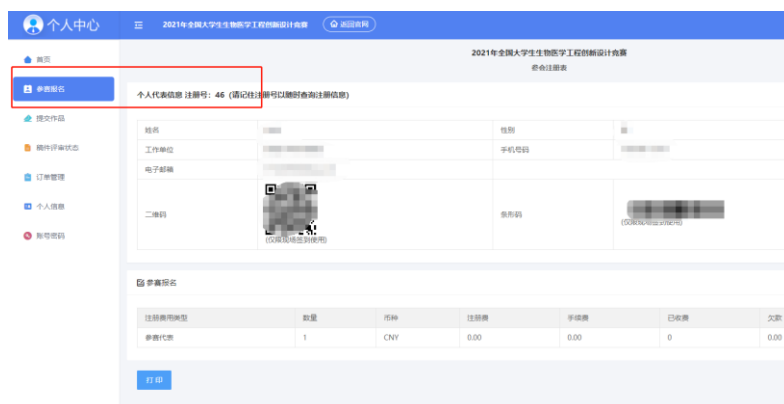 个人中心
2021年全国大学生生物医学工程创新设计竞赛 返回官网
首页
参赛报名
提交作品
稿件评审状态
订单管理
个人信息
账号密码
2021年全国大学生生物医学工程创新设计竞赛
参会注册表
个人代表信息 注册号：46 (请记住注册号以随时查询注册信息)
姓名 性别
工作单位 手机号码
电子邮箱
二维码 条形码
(仅限现场签到使用) (仅限现场签到使用)
参赛报名
注册费用类型 数量 币种 注册费 手续费 已收费 欠款
参赛代表 1 CNY 0.00 0.00 0 0.00
打印